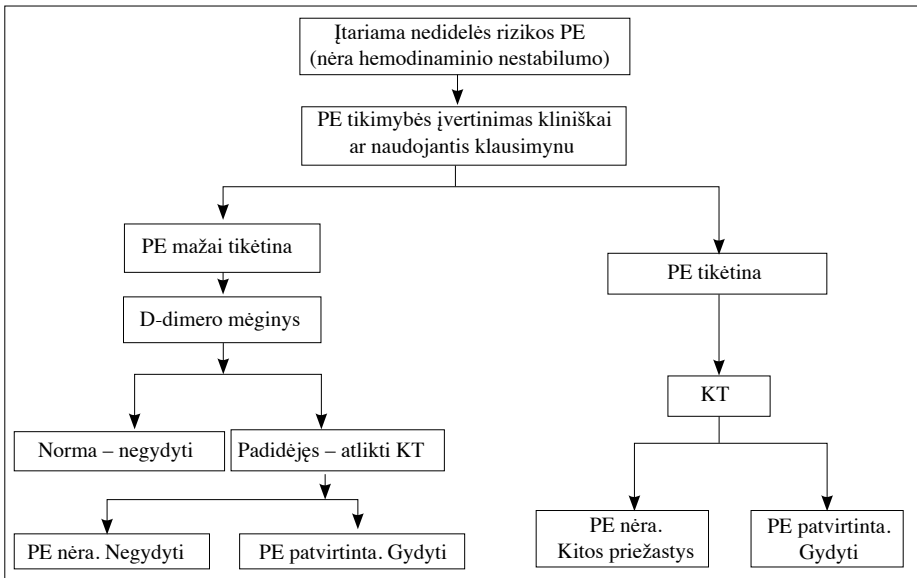 Įtariama nedidelės rizikos PE
(nėra hemodinaminio nestabilumo)
PE tikimybės įvertinimas kliniškai
ar naudojantis klausimynu
PE mažai tikėtina
PE tikėtina
D-dimero mėginys
KT
Norma – negydyti
Padidėjęs – atlikti KT
PE nėra. Negydyti
PE patvirtinta. Gydyti
PE nėra.
Kitos priežastys
PE patvirtinta.
Gydyti